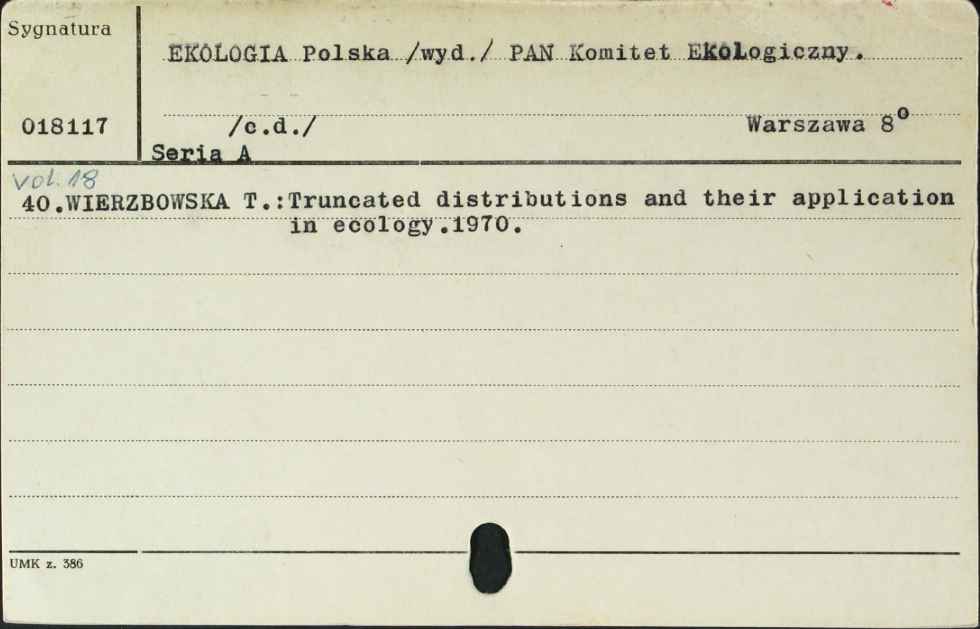 Sygnatura
EKOLOGIA Polska /wyd./ PAN Komitet EKOLogiczny.
018117 /c.d./ Warszawa 8º
Seria A
vol. 18
40.WIERZBOWSKA T.:Truncated distributions and their application
in ecology.1970.
UMK z. 386